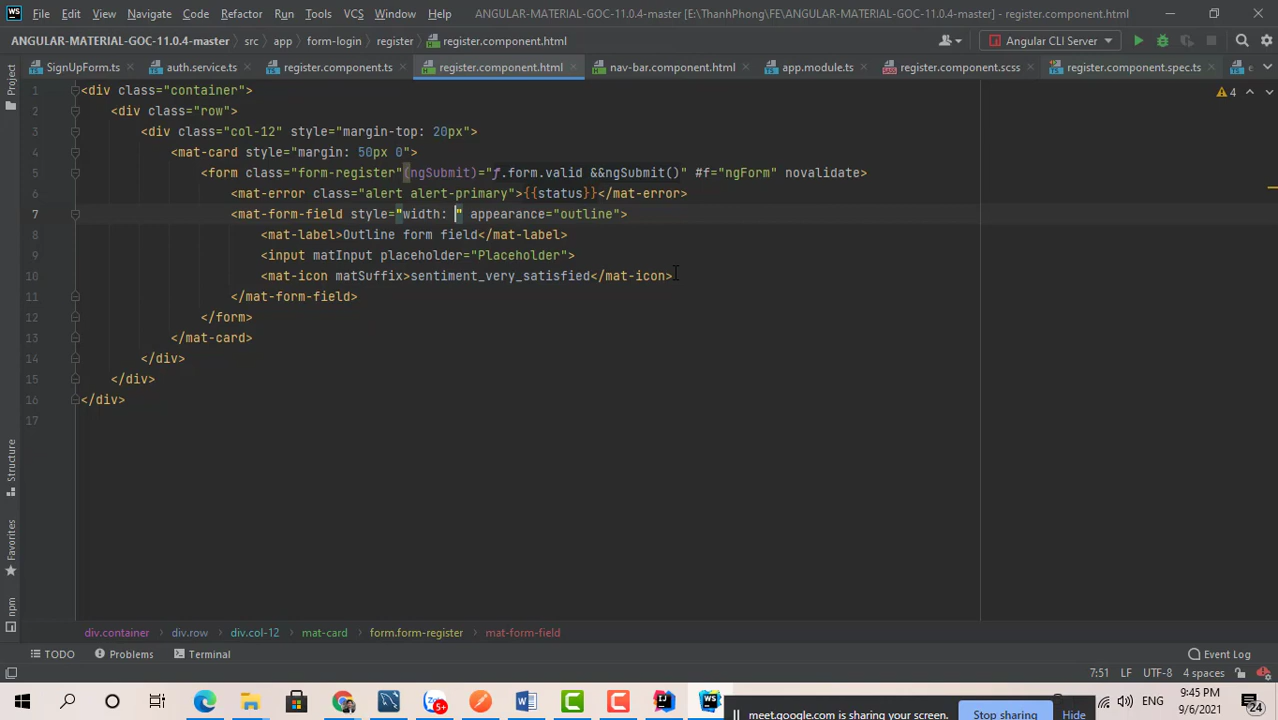 WS File Edit View Navigate Code Refactor Run Tools VCS Window Help ANGULAR-MATERIAL-GOC-11.0.4-master [E:\ThanhPhong\FE\ANGULAR-MATERIAL-GOC-11.0.4-master] - register.component.html
ANGULAR-MATERIAL-GOC-11.0.4-master > src > app > form-login > register > register.component.html Angular CLI Server
SignUpForm.ts auth.service.ts register.component.ts register.component.html nav-bar.component.html app.module.ts register.component.scss register.component.spec.ts
Project
4
1 <div class="container">
2 <div class="row">
3 <div class="col-12" style="margin-top: 20px">
4 <mat-card style="margin: 50px 0">
5 <form class="form-register"(ngSubmit)="f.form.valid &&ngSubmit()" #f="ngForm" novalidate>
6 <mat-error class="alert alert-primary">{{status}}</mat-error>
7 <mat-form-field style="width: " appearance="outline">
8 <mat-label>Outline form field</mat-label>
9 <input matInput placeholder="Placeholder">
10 <mat-icon matSuffix>sentiment_very_satisfied</mat-icon>
11 </mat-form-field>
12 </form>
13 </mat-card>
14 </div>
15 </div>
16 </div>
17
Structure
Favorites
npm
div.container div.row div.col-12 mat-card form.form-register mat-form-field
TODO Problems Terminal Event Log
7:51 LF UTF-8 4 spaces
5+
WS
meet.google.com is sharing your screen. Stop sharing Hide
9:45 PM
9/6/2021
24